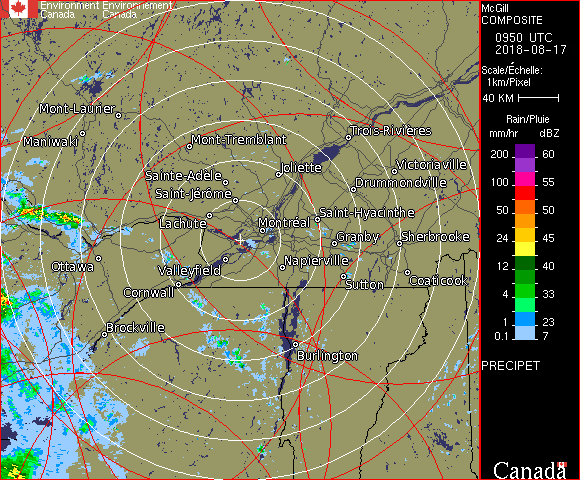 Environment Environnement
Canada Canada
McGill
COMPOSITE
0950 UTC
2018-08-17
Scale/Échelle:
1km/Pixel
40 KM
Rain/Pluie
mm/hr dBZ
200 60
100 55
50 50
24 45
12 40
4 33
1 23
0.1 7
PRECIPET
Canada
Mont-Laurier
Maniwaki
Mont-Tremblant
Trois-Rivières
Joliette
Victoriaville
Sainte-Adèle
Drummondville
Saint-Jérôme
Lachute
Saint-Hyacinthe
Montréal
Granby
Sherbrooke
Ottawa
Valleyfield
Napierville
Coaticook
Cornwall
Sutton
Brockville
Burlington